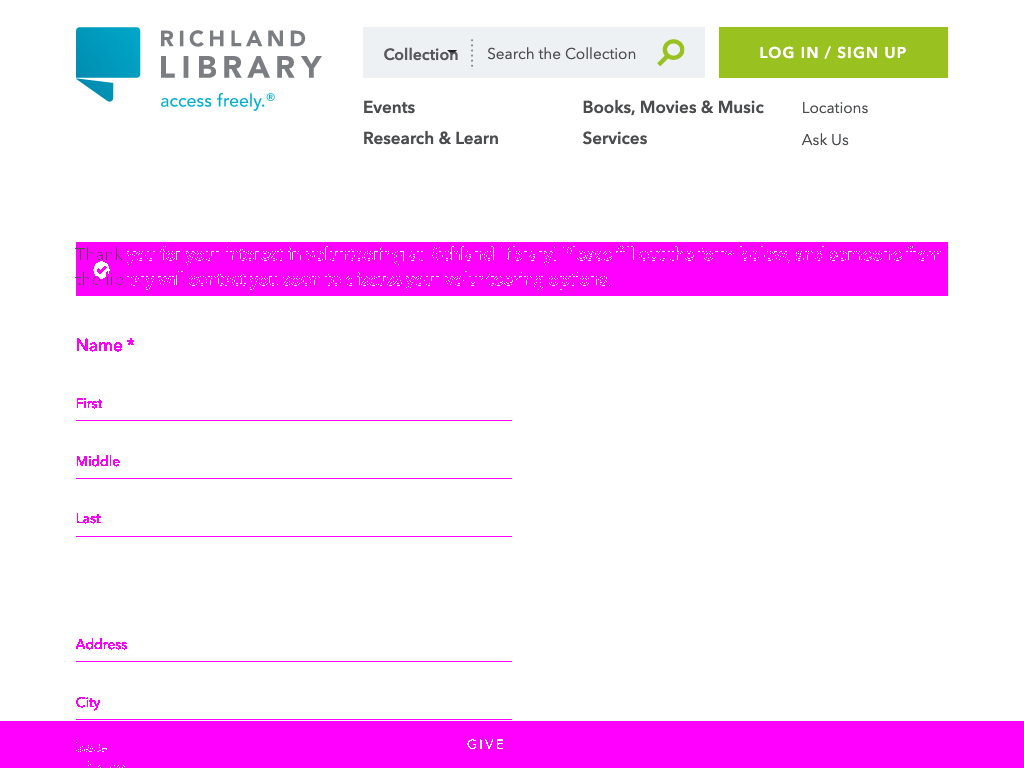 RICHLAND
LIBRARY
access freely.®
Collection
Search the Collection
LOG IN / SIGN UP
Events
Books, Movies & Music
Locations
Research & Learn
Services
Ask Us
Thank you for your interest in volunteering at Richland Library. Please fill out the form below, and someone from
the library will contact you soon to discuss your volunteering options.
Name *
First
Middle
Last
Address
City
GIVE